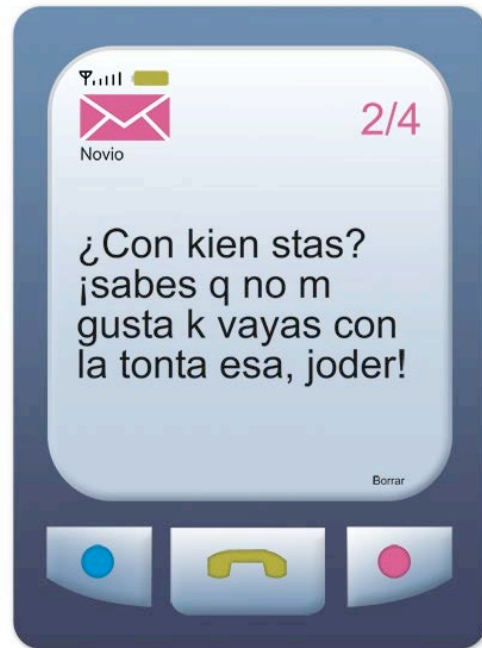 2/4
Novio
¿Con kien stas?
¡sabes q no m
gusta k vayas con
la tonta esa, joder!
Borrar